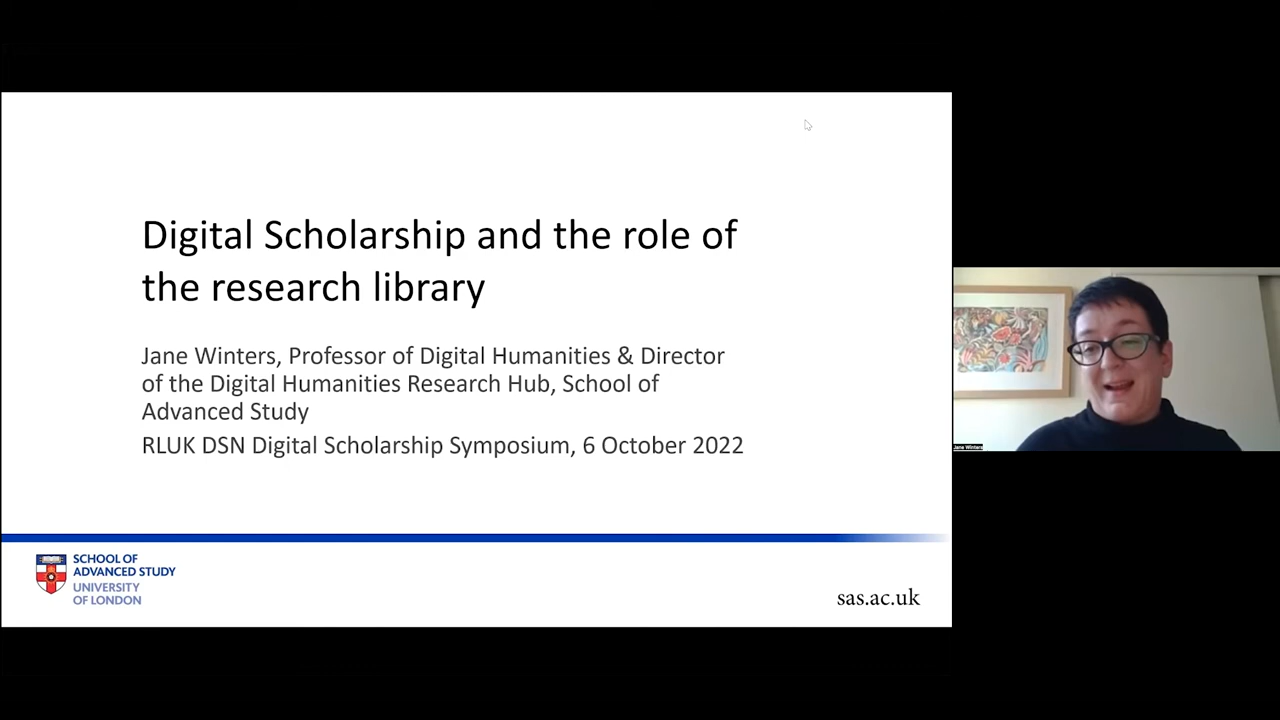 Digital Scholarship and the role of
the research library
Jane Winters, Professor of Digital Humanities & Director
of the Digital Humanities Research Hub, School of
Advanced Study
RLUK DSN Digital Scholarship Symposium, 6 October 2022
SCHOOL OF
ADVANCED STUDY
UNIVERSITY
OF LONDON
sas.ac.uk
Jane Winters